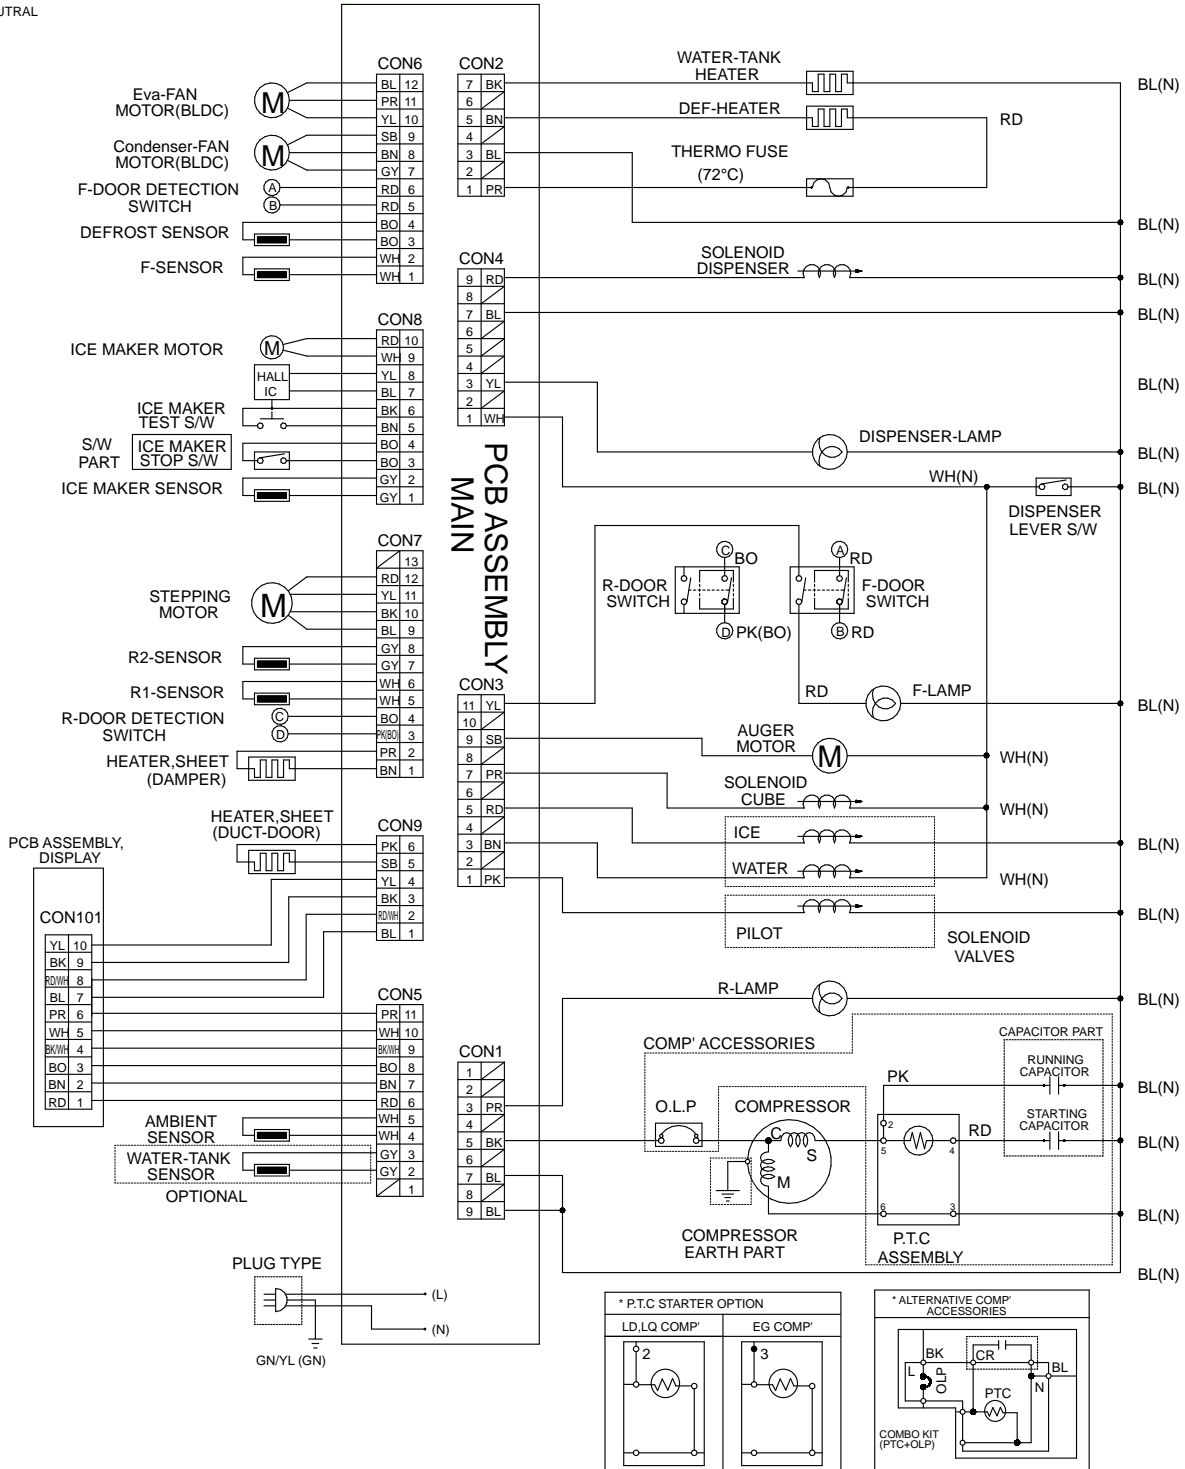 UTRAL
CON6
BL 12
PR 11
YL 10
SB 9
BN 8
GY 7
RD 6
RD 5
BO 4
BO 3
WH 2
WH 1
Eva-FAN
MOTOR(BLDC)
M
Condenser-FAN
MOTOR(BLDC)
M
F-DOOR DETECTION
SWITCH
A
B
DEFROST SENSOR
F-SENSOR
CON8
RD 10
WH 9
YL 8
BL 7
BK 6
BN 5
BO 4
BO 3
GY 2
GY 1
ICE MAKER MOTOR
M
HALL
IC
ICE MAKER
TEST S/W
S/W
PART
ICE MAKER
STOP S/W
ICE MAKER SENSOR
CON7
13
RD 12
YL 11
BK 10
BL 9
GY 8
GY 7
WH 6
WH 5
BO 4
PK(BO) 3
PR 2
BN 1
STEPPING
MOTOR
M
R2-SENSOR
R1-SENSOR
R-DOOR DETECTION
SWITCH
C
D
HEATER,SHEET
(DAMPER)
HEATER,SHEET
(DUCT-DOOR)
CON9
PK 6
SB 5
YL 4
BK 3
RD/WH 2
BL 1
PCB ASSEMBLY,
DISPLAY
CON101
YL 10
BK 9
RD/WH 8
BL 7
PR 6
WH 5
BK/WH 4
BO 3
BN 2
RD 1
CON5
PR 11
WH 10
BK/WH 9
BO 8
BN 7
RD 6
WH 5
WH 4
GY 3
GY 2
1
AMBIENT
SENSOR
WATER-TANK
SENSOR
OPTIONAL
PLUG TYPE
(L)
(N)
GN/YL (GN)
PCB ASSEMBLY
MAIN
CON2
7 BK
6
5 BN
4
3 BL
2
1 PR
WATER-TANK
HEATER
BL(N)
DEF-HEATER
RD
THERMO FUSE
(72°C)
BL(N)
CON4
9 RD
8
7 BL
6
5
4
3 YL
2
1 WH
SOLENOID
DISPENSER
BL(N)
BL(N)
BL(N)
DISPENSER-LAMP
BL(N)
WH(N)
BL(N)
DISPENSER
LEVER S/W
C
BO
R-DOOR
SWITCH
D
PK(BO)
A
RD
F-DOOR
SWITCH
B
RD
CON3
11 YL
10
9 SB
8
7 PR
6
5 RD
4
3 BN
2
1 PK
RD
F-LAMP
BL(N)
AUGER
MOTOR
M
WH(N)
SOLENOID
CUBE
WH(N)
ICE
BL(N)
WATER
WH(N)
BL(N)
PILOT
SOLENOID
VALVES
R-LAMP
BL(N)
CON1
1
2
3 PR
4
5 BK
6
7 BL
8
9 BL
COMP' ACCESSORIES
CAPACITOR PART
RUNNING
CAPACITOR
PK
BL(N)
O.L.P
COMPRESSOR
C
S
M
2
5
4
6
3
RD
STARTING
CAPACITOR
BL(N)
BL(N)
COMPRESSOR
EARTH PART
P.T.C
ASSEMBLY
BL(N)
* P.T.C STARTER OPTION
LD,LQ COMP'
EG COMP'
2
3
* ALTERNATIVE COMP'
ACCESSORIES
BK
CR
BL
L
OLP
N
PTC
COMBO KIT
(PTC+OLP)